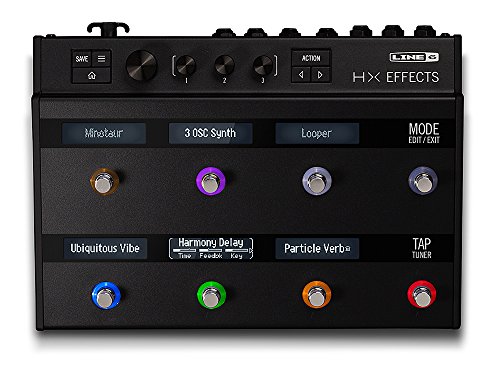 SAVE
ACTION
LINE 6
1 2 3
HX EFFECTS
Minotaur
3 OSC Synth
Looper
MODE
EDIT / EXIT
Ubiquitous Vibe
Harmony Delay
Time Feedbk Key
Particle Verb
TAP
TUNER